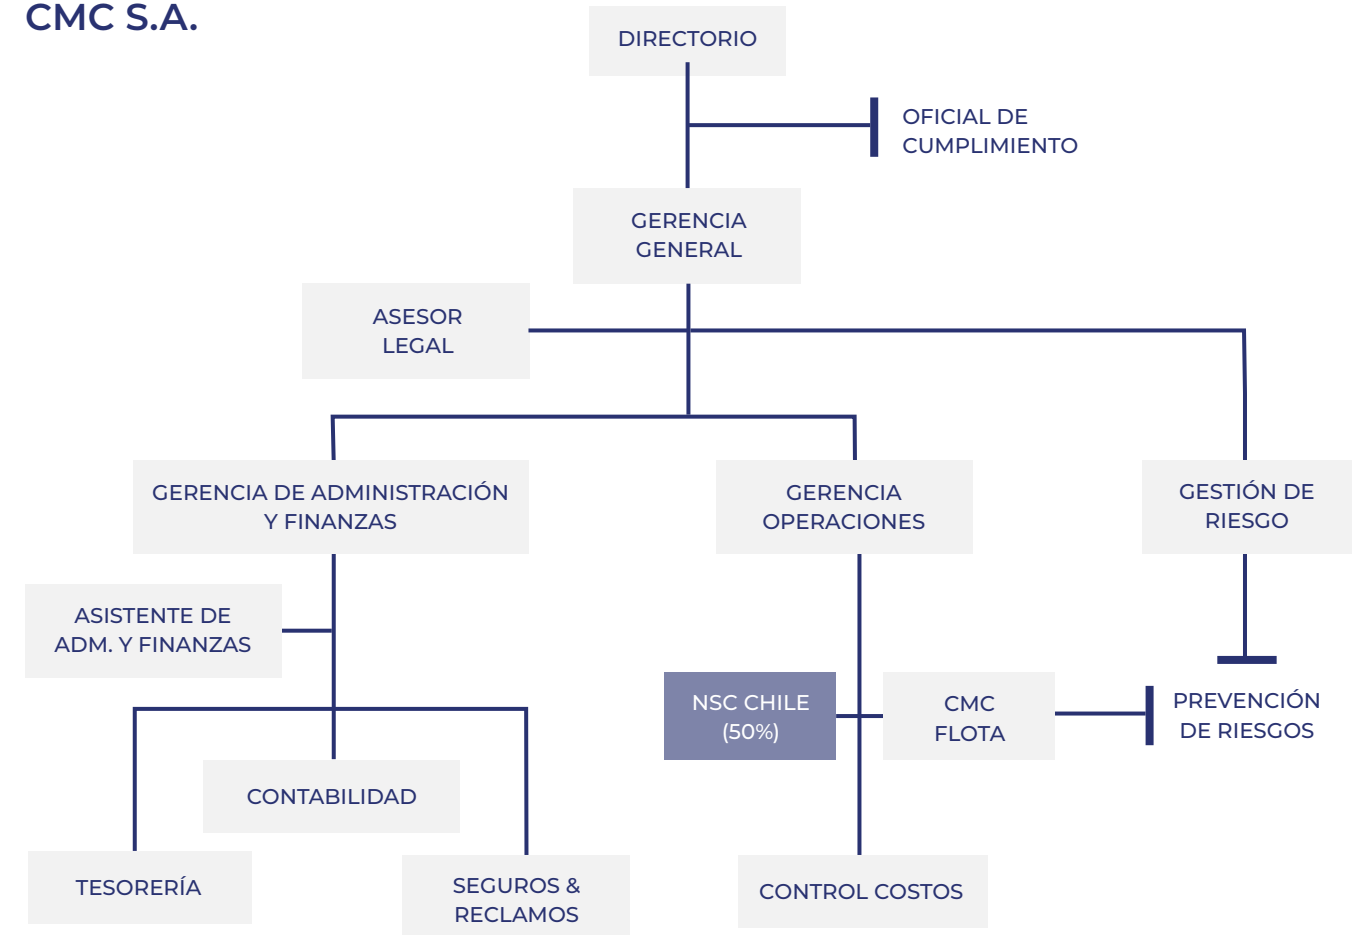 CMC S.A.
DIRECTORIO
OFICIAL DE
CUMPLIMIENTO
GERENCIA
GENERAL
ASESOR
LEGAL
GERENCIA DE ADMINISTRACIÓN
Y FINANZAS
GERENCIA
OPERACIONES
GESTIÓN DE
RIESGO
ASISTENTE DE
ADM. Y FINANZAS
NSC CHILE
(50%)
CMC
FLOTA
PREVENCIÓN
DE RIESGOS
CONTABILIDAD
TESORERÍA
SEGUROS &
RECLAMOS
CONTROL COSTOS